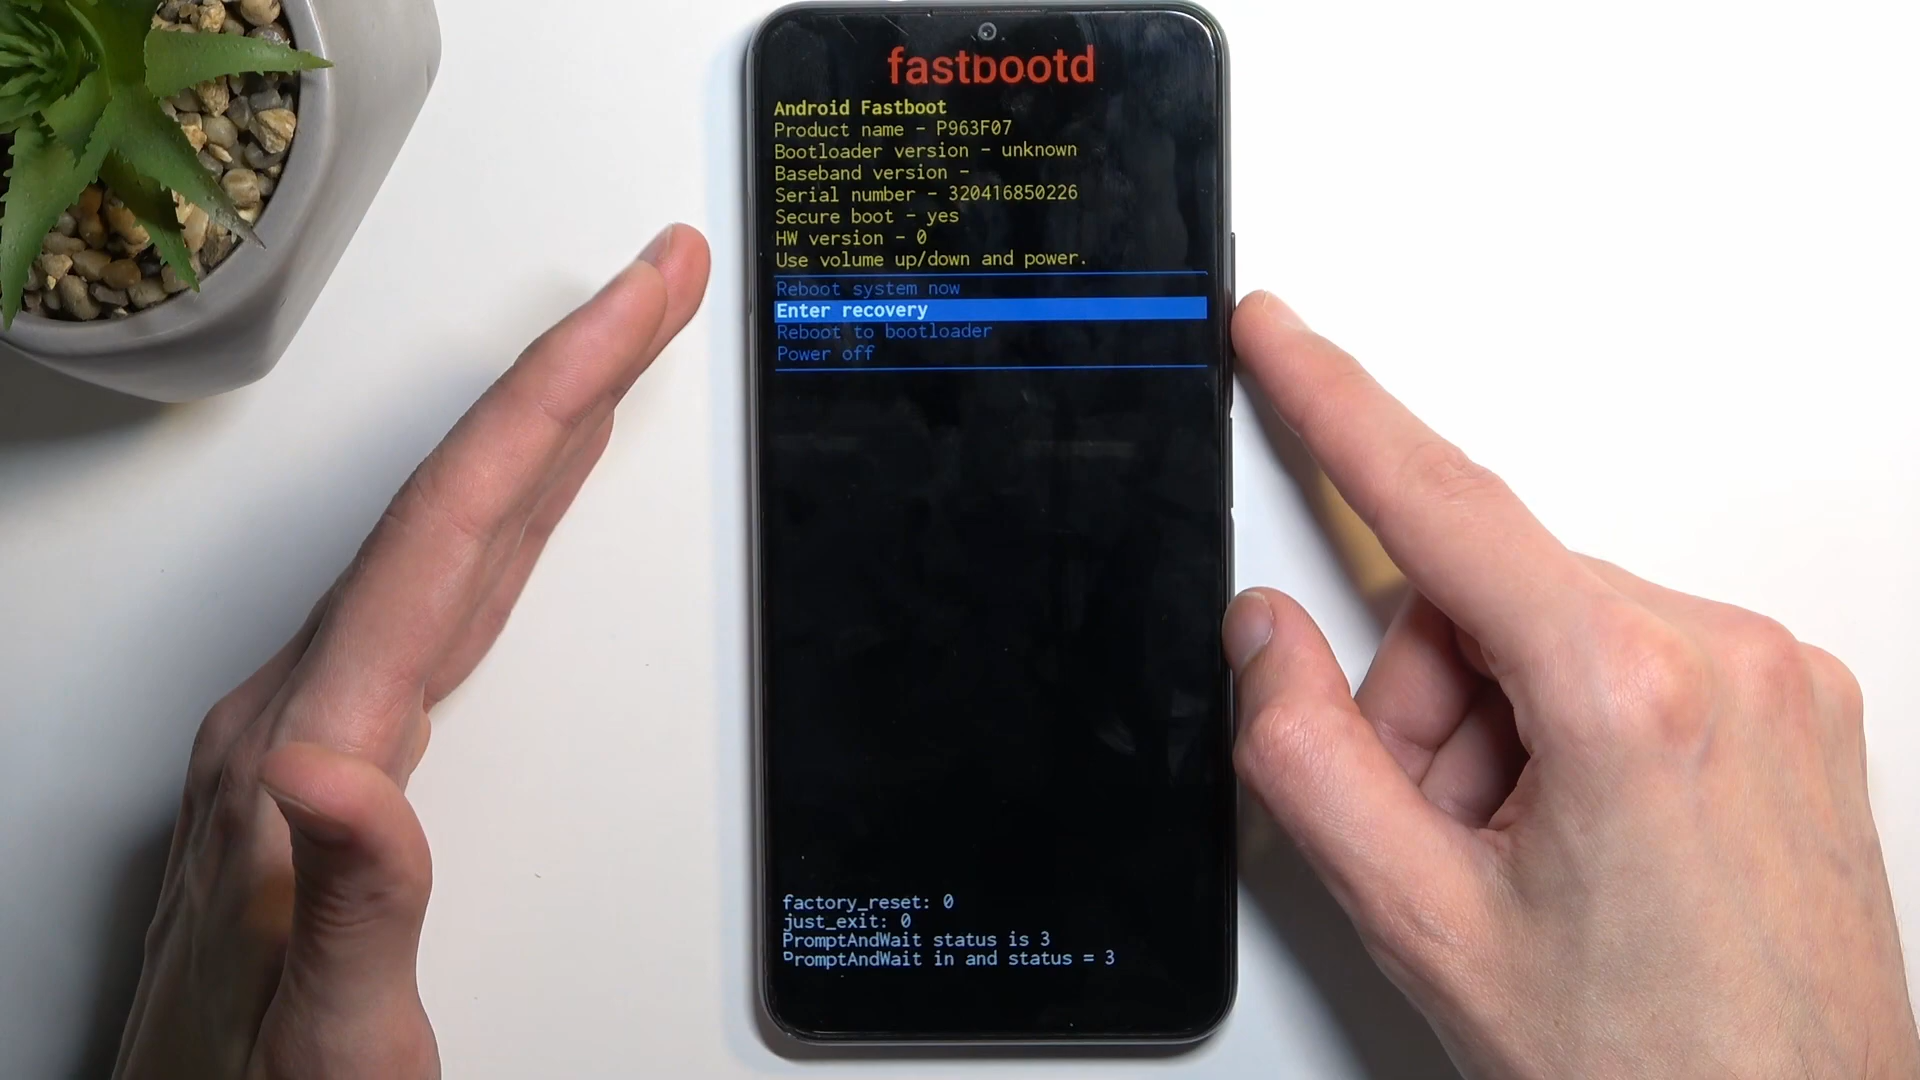 fastbootd
Android Fastboot
Product name - P963F07
Bootloader version - unknown
Baseband version -
Serial number - 320416850226
Secure boot - yes
HW version - 0
Use volume up/down and power.
Reboot system now
Enter recovery
Reboot to bootloader
Power off
factory_reset: 0
just_exit: 0
PromptAndWait status is 3
PromptAndWait in and status = 3